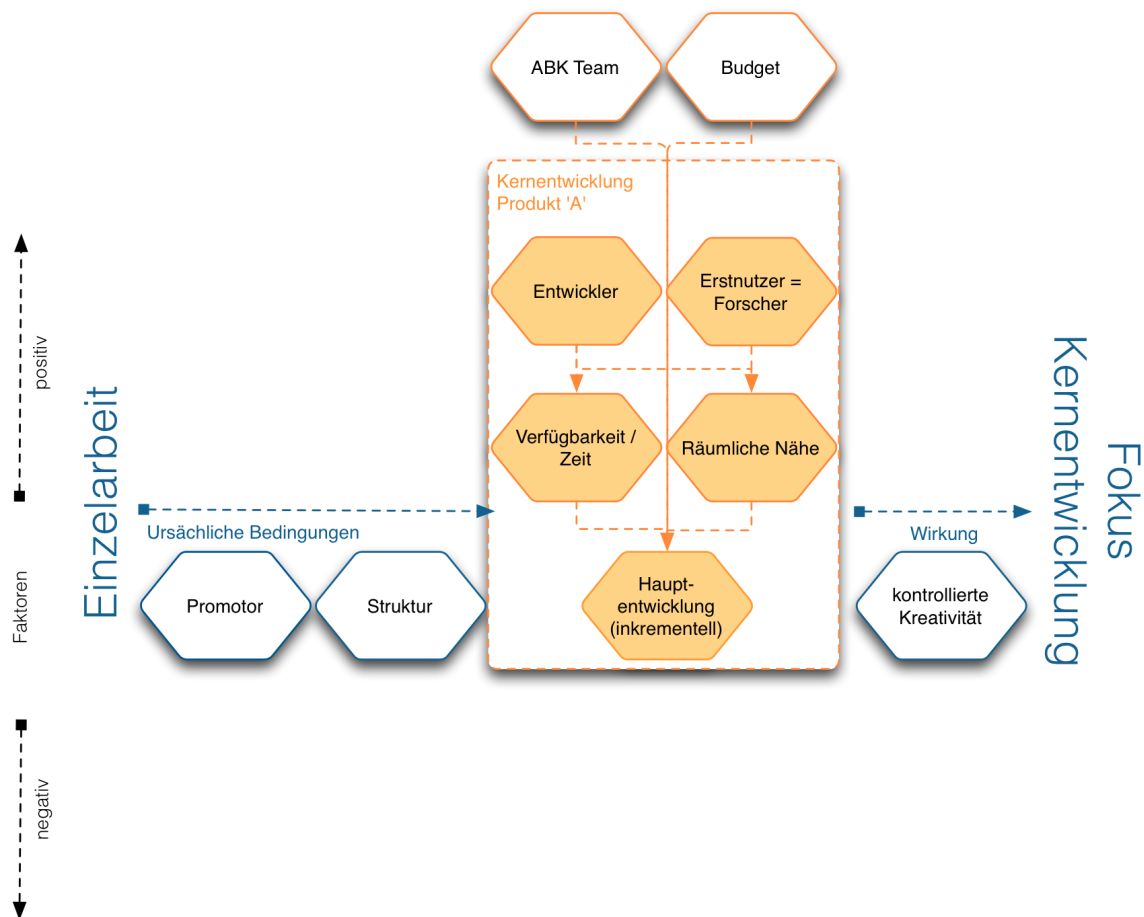 ABK Team
Budget
Kernentwicklung
Produkt 'A'
Entwickler
Erstnutzer =
Forscher
positiv
Verfügbarkeit /
Zeit
Räumliche Nähe
Einzelarbeit
Ursächliche Bedingungen
Wirkung
Fokus
Kernentwicklung
Faktoren
Promotor
Struktur
Haupt-
entwicklung
(inkrementell)
kontrollierte
Kreativität
negativ